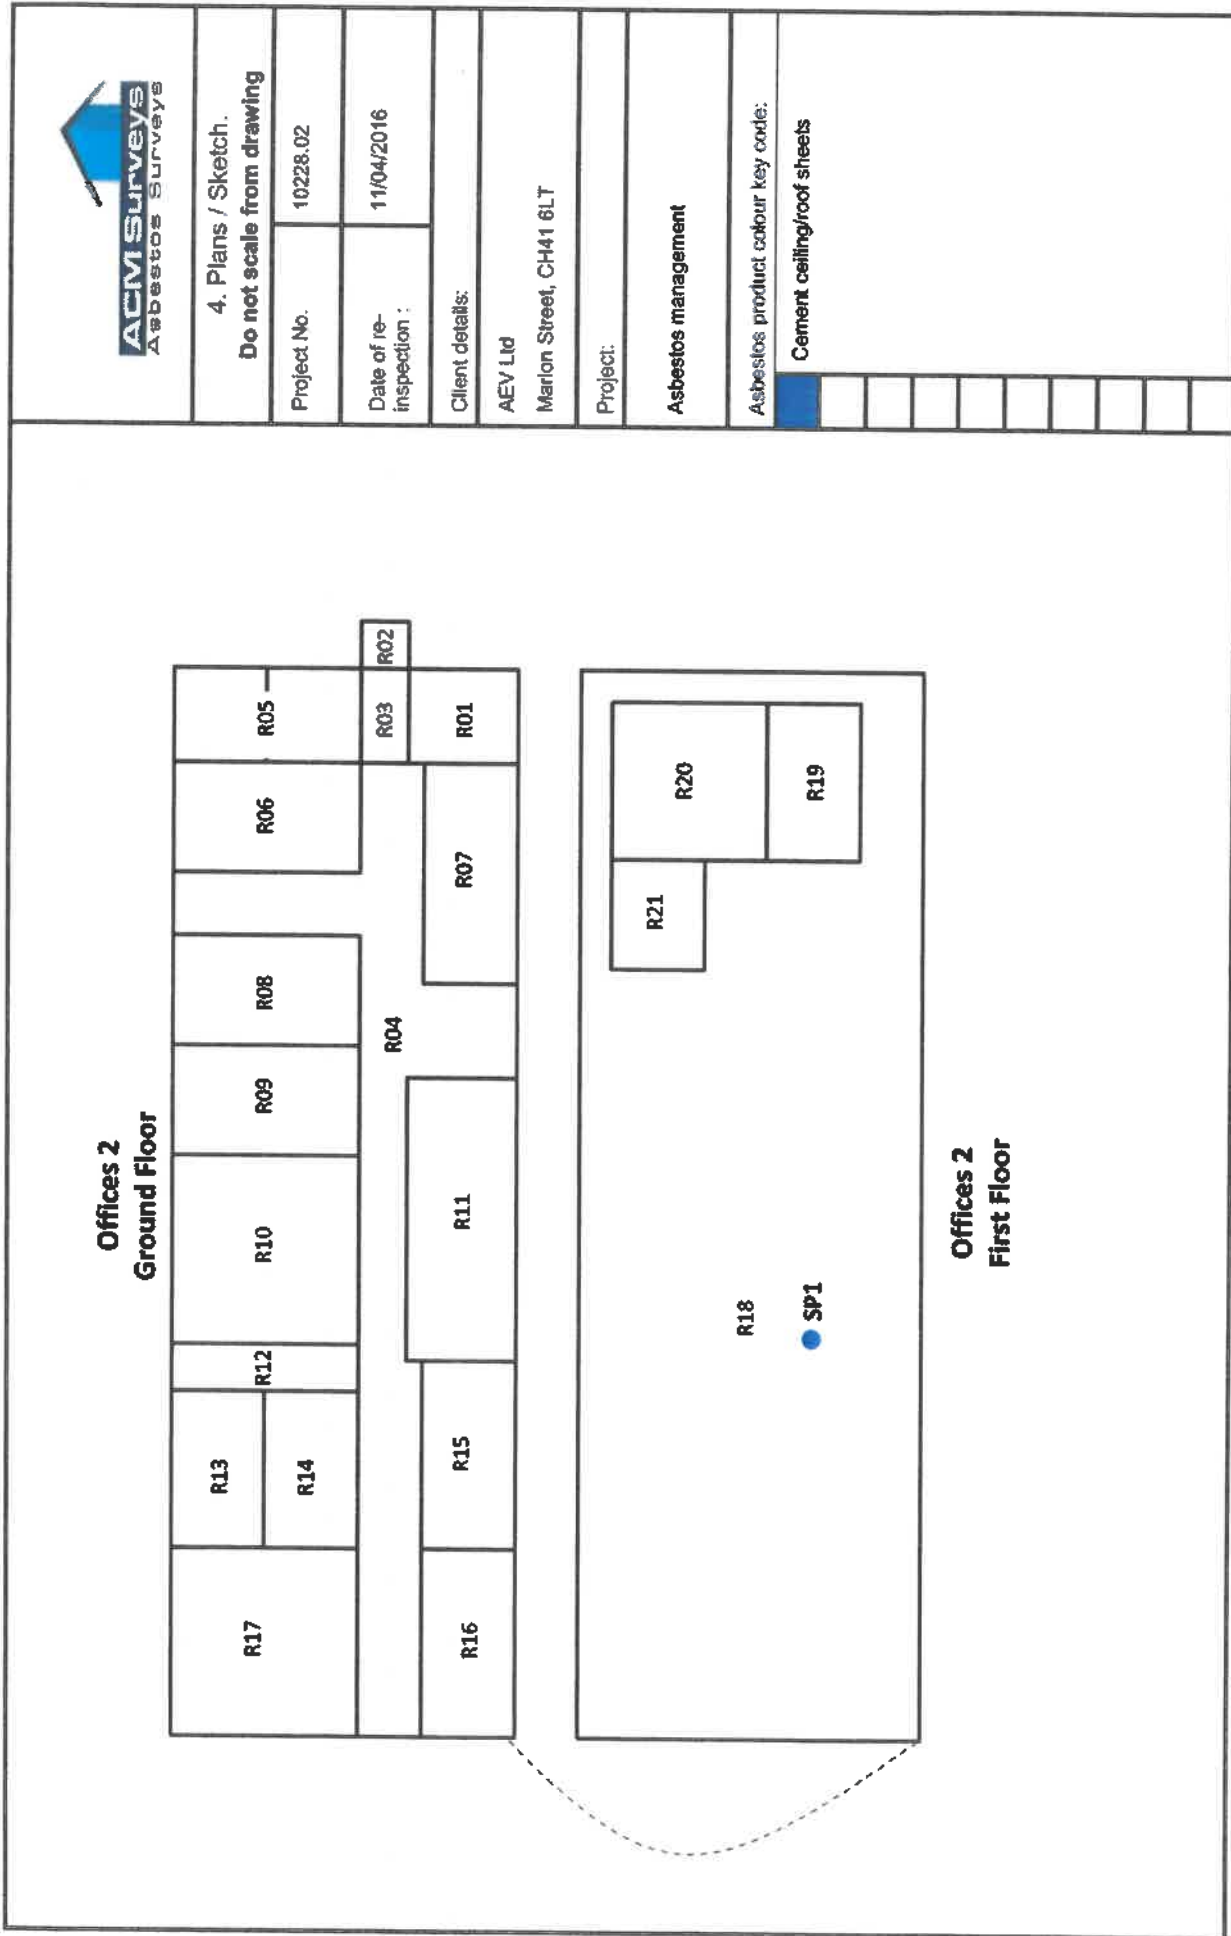 Offices 2
Ground Floor
R17
R13
R14
R12
R10
R09
R08
R06
R05
R03
R02
R01
R04
R16
R15
R11
R07
R18
SP1
R21
R20
R19
Offices 2
First Floor
ACM Surveys
Asbestos Surveys
4. Plans / Sketch.
Do not scale from drawing
Project No.
10228.02
Date of re-
inspection :
11/04/2016
Client details:
AEV Ltd
Marion Street, CH41 6LT
Project:
Asbestos management
Asbestos product colour key code:
Cement ceiling/roof sheets